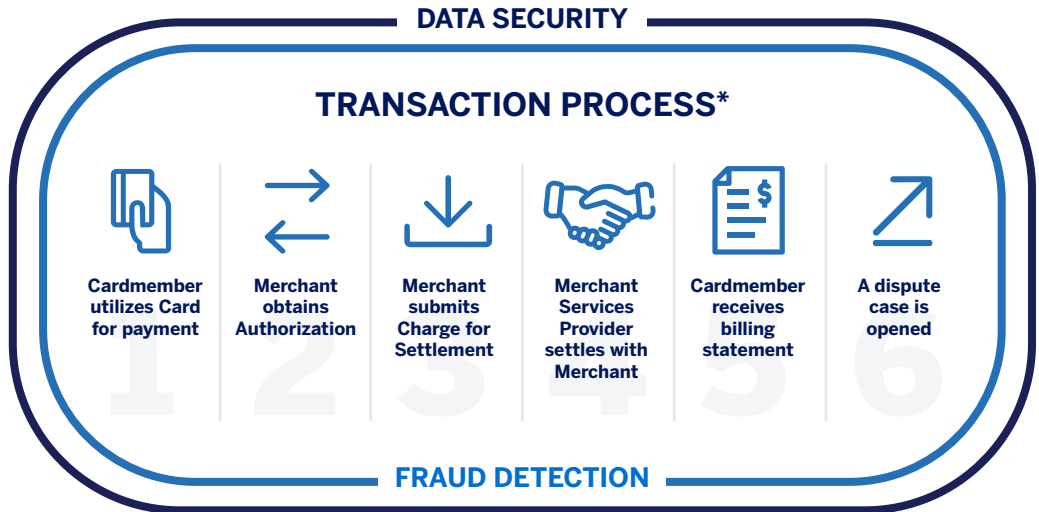 DATA SECURITY
TRANSACTION PROCESS*
$
Cardmember
utilizes Card
for payment
1
Merchant
obtains
Authorization
2
Merchant
submits
Charge for
Settlement
3
Merchant
Services
Provider
settles with
Merchant
4
Cardmember
receives
billing
statement
5
A dispute
case is
opened
6
FRAUD DETECTION